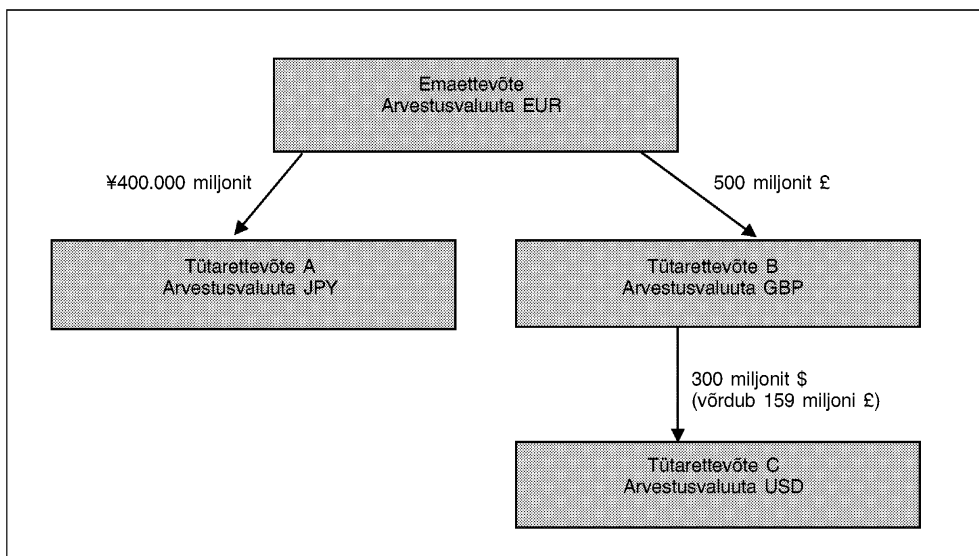 Emaettevõte
Arvestusvaluuta EUR
¥400.000 miljonit
500 miljonit £
Tütarettevõte A
Arvestusvaluuta JPY
Tütarettevõte B
Arvestusvaluuta GBP
300 miljonit $
(võrdub 159 miljoni £)
Tütarettevõte C
Arvestusvaluuta USD